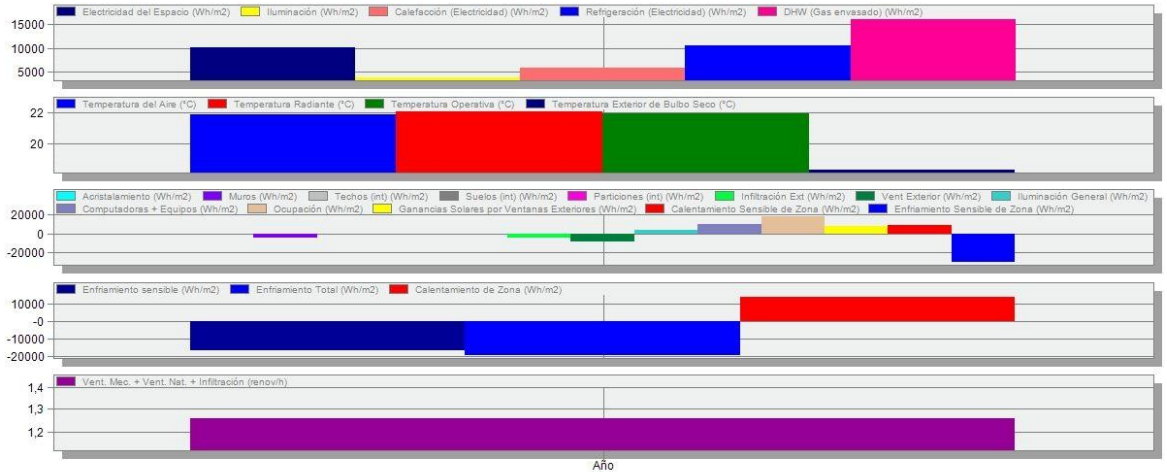 Electricidad del Espacio (Wh/m2) Iluminación (Wh/m2) Calefacción (Electricidad) (Wh/m2) Refrigeración (Electricidad) (Wh/m2) DHW (Gas envasado) (Wh/m2)
15000
10000
5000
Temperatura del Aire (°C) Temperatura Radiante (°C) Temperatura Operativa (°C) Temperatura Exterior de Bulbo Seco (°C)
22
20
Acristalamiento (Wh/m2) Muros (Wh/m2) Techos (int) (Wh/m2) Suelos (int) (Wh/m2) Particiones (int) (Wh/m2) Infiltración Ext (Wh/m2) Vent Exterior (Wh/m2) Iluminación General (Wh/m2)
Computadoras + Equipos (Wh/m2) Ocupación (Wh/m2) Ganancias Solares por Ventanas Exteriores (Wh/m2) Calentamiento Sensible de Zona (Wh/m2) Enfriamiento Sensible de Zona (Wh/m2)
20000
0
-20000
Enfriamiento sensible (Wh/m2) Enfriamiento Total (Wh/m2) Calentamiento de Zona (Wh/m2)
10000
-0
-10000
-20000
Vent. Mec. + Vent. Nat. + Infiltración (renov/h)
1,4
1,3
1,2
Año